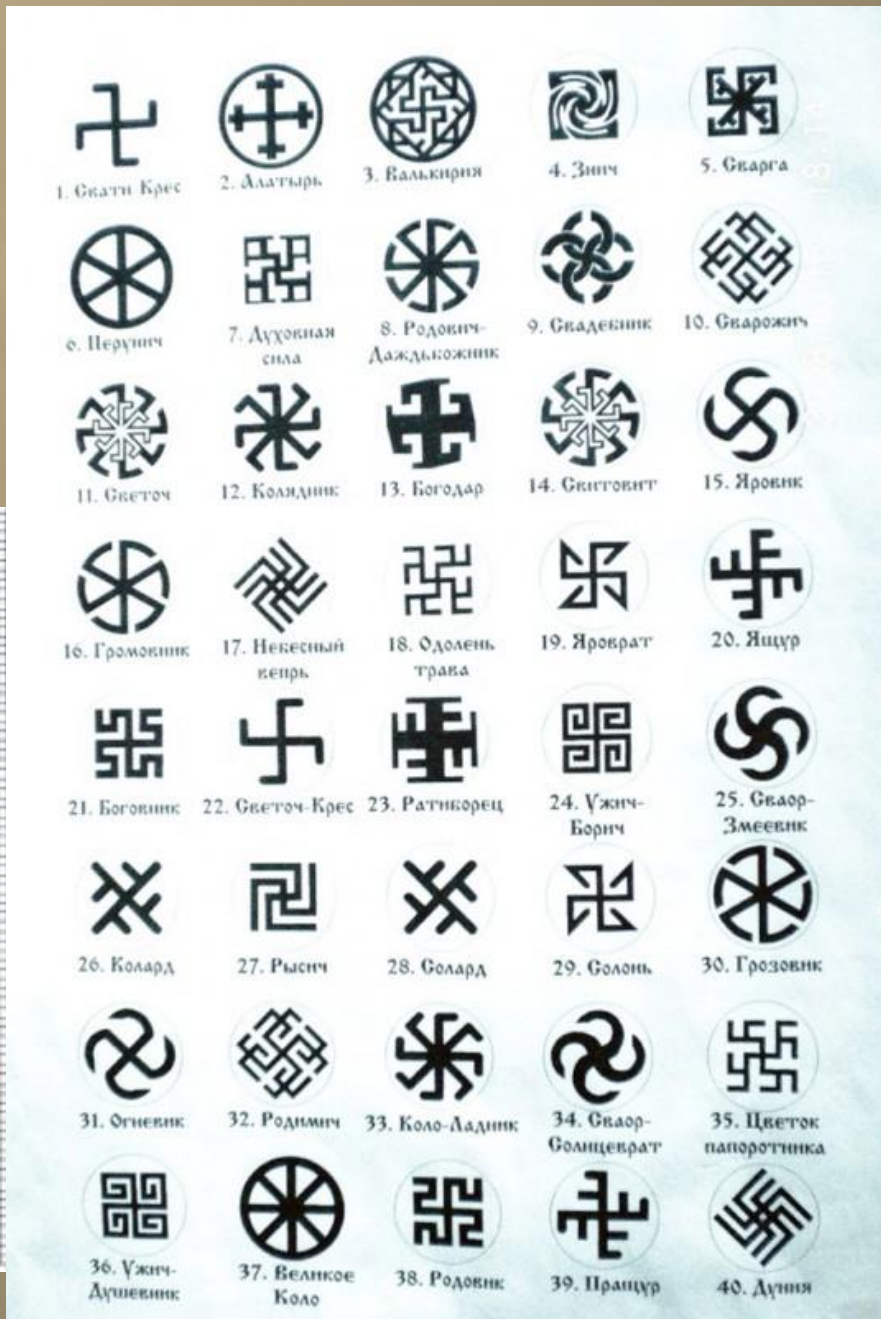 1. Свати Крес
2. Алатырь
3. Валькирия
4. Знич
5. Сварга
6. Перунич
7. Духовная
сила
8. Родович-
Даждьбожник
9. Свадебник
10. Сварожич
11. Светоч
12. Колядник
13. Богодар
14. Свитовит
15. Яровик
16. Громовник
17. Небесный
вепрь
18. Одолень
трава
19. Яроврат
20. Ящур
21. Боговник
22. Светоч-Крес
23. Ратиборец
24. Ужич-
Борич
25. Сваор-
Змеевик
26. Колард
27. Рысич
28. Солард
29. Солонь
30. Грозовик
31. Огневик
32. Родимич
33. Коло-Ладник
34. Сваор-
Солнцеврат
35. Цветок
папоротника
36. Ужич-
Душевник
37. Великое
Коло
38. Родовик
39. Пращур
40. Дуния